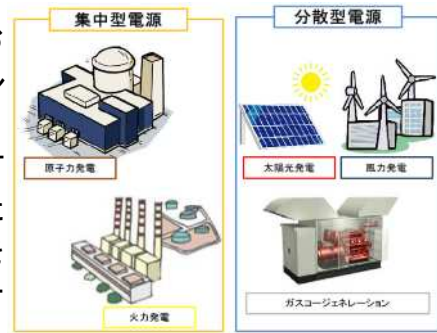 集中型電源
原子力発電
火力発電
分散型電源
太陽光発電
風力発電
ガスコージェネレーション